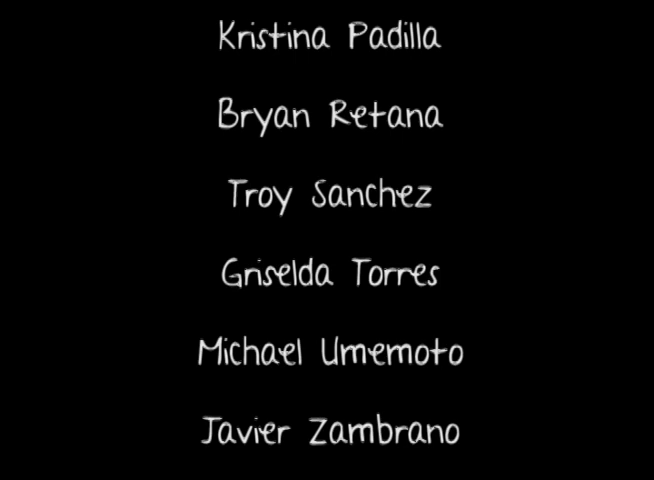 Kristina Padilla
Bryan Retana
Troy Sanchez
Griselda Torres
Michael Umemoto
Javier Zambrano